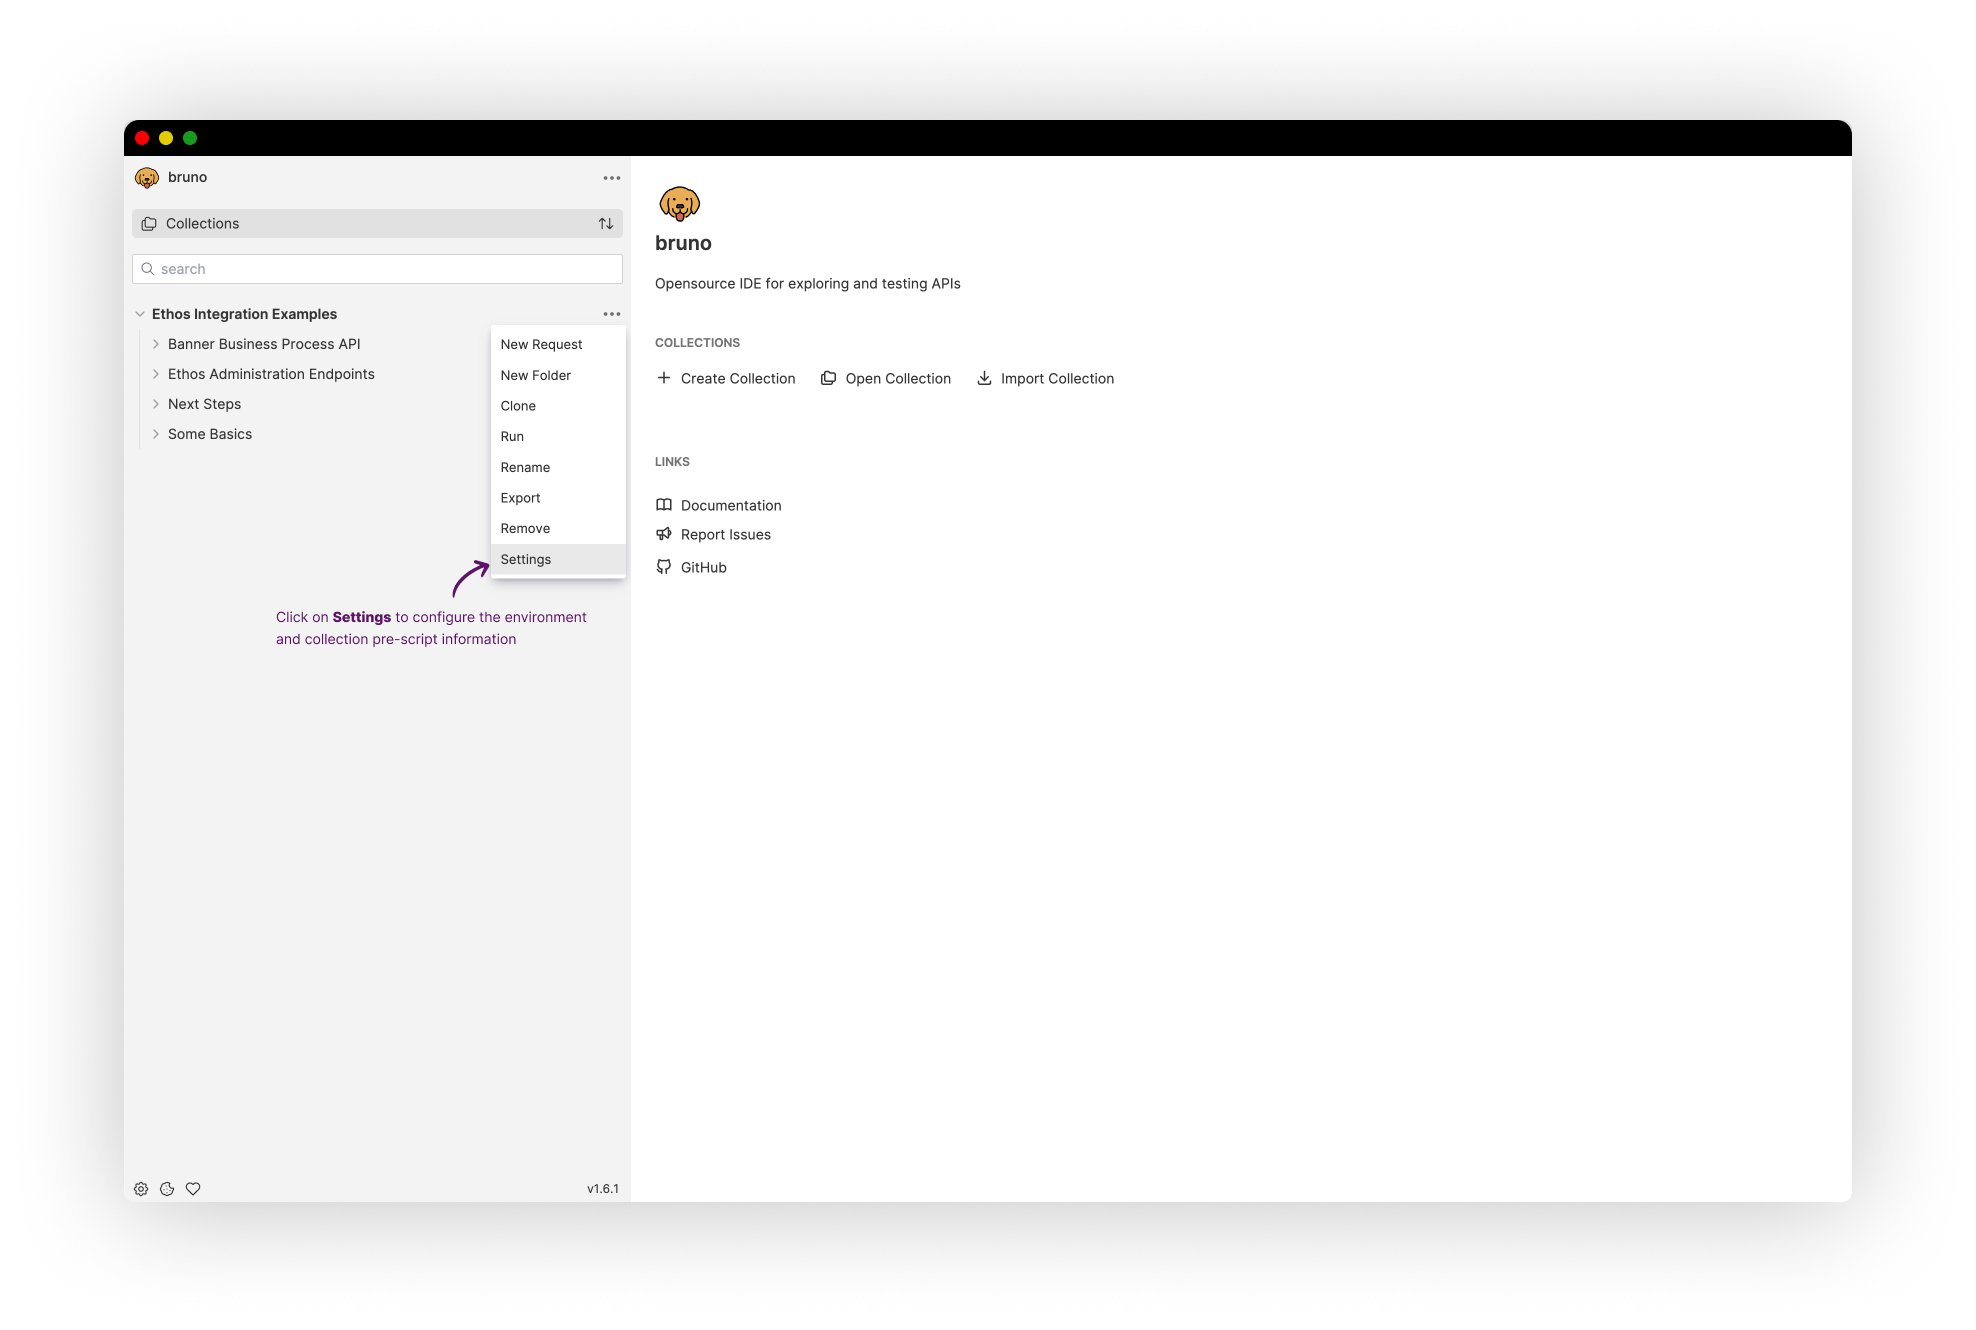 bruno
Collections
search
Ethos Integration Examples
Banner Business Process API
Ethos Administration Endpoints
Next Steps
Some Basics
New Request
New Folder
Clone
Run
Rename
Export
Remove
Settings
Click on Settings to configure the environment
and collection pre-script information
v1.6.1
bruno
Opensource IDE for exploring and testing APIs
COLLECTIONS
Create Collection Open Collection Import Collection
LINKS
Documentation
Report Issues
GitHub